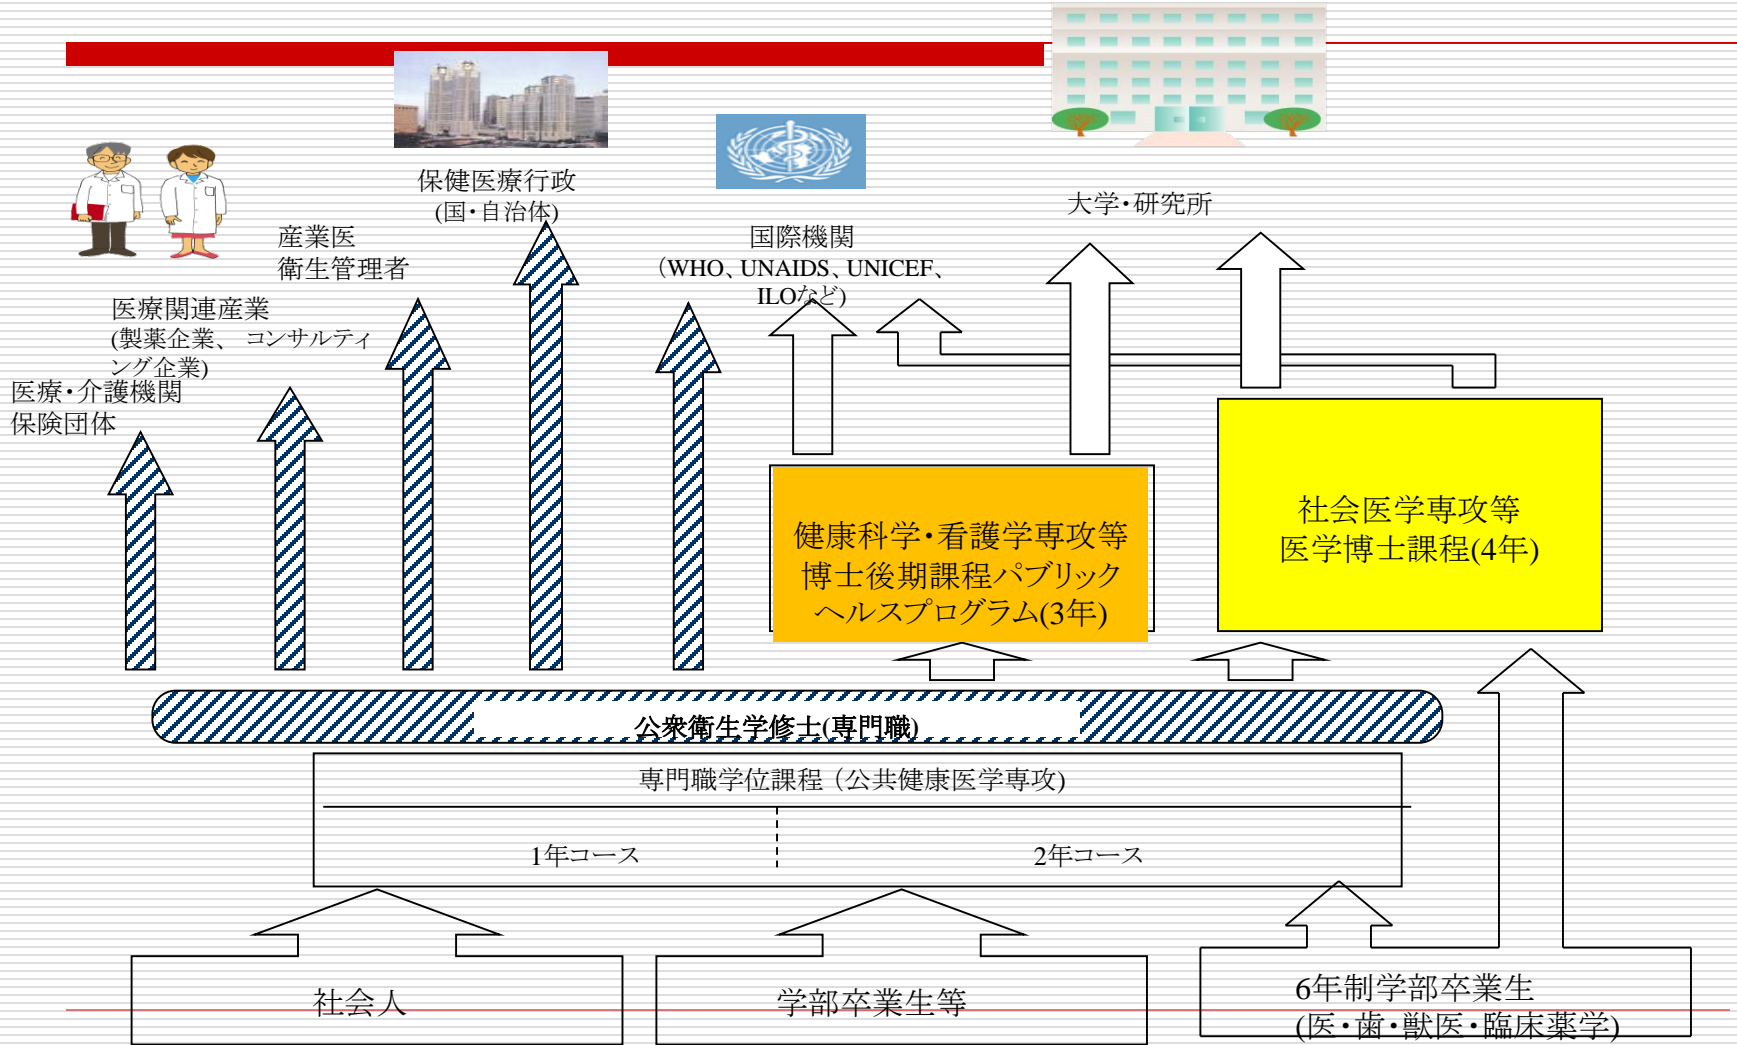 保健医療行政
(国・自治体)
大学・研究所
産業医
衛生管理者
国際機関
（WHO、UNAIDS、UNICEF、
ILOなど)
医療関連産業
(製薬企業、 コンサルティ
ング企業)
医療・介護機関
保険団体
健康科学・看護学専攻等
博士後期課程パブリック
ヘルスプログラム(3年)
社会医学専攻等
医学博士課程(4年)
公衆衛生学修士(専門職)
専門職学位課程（公共健康医学専攻)
1年コース
2年コース
社会人
学部卒業生等
6年制学部卒業生
(医・歯・獣医・臨床薬学)